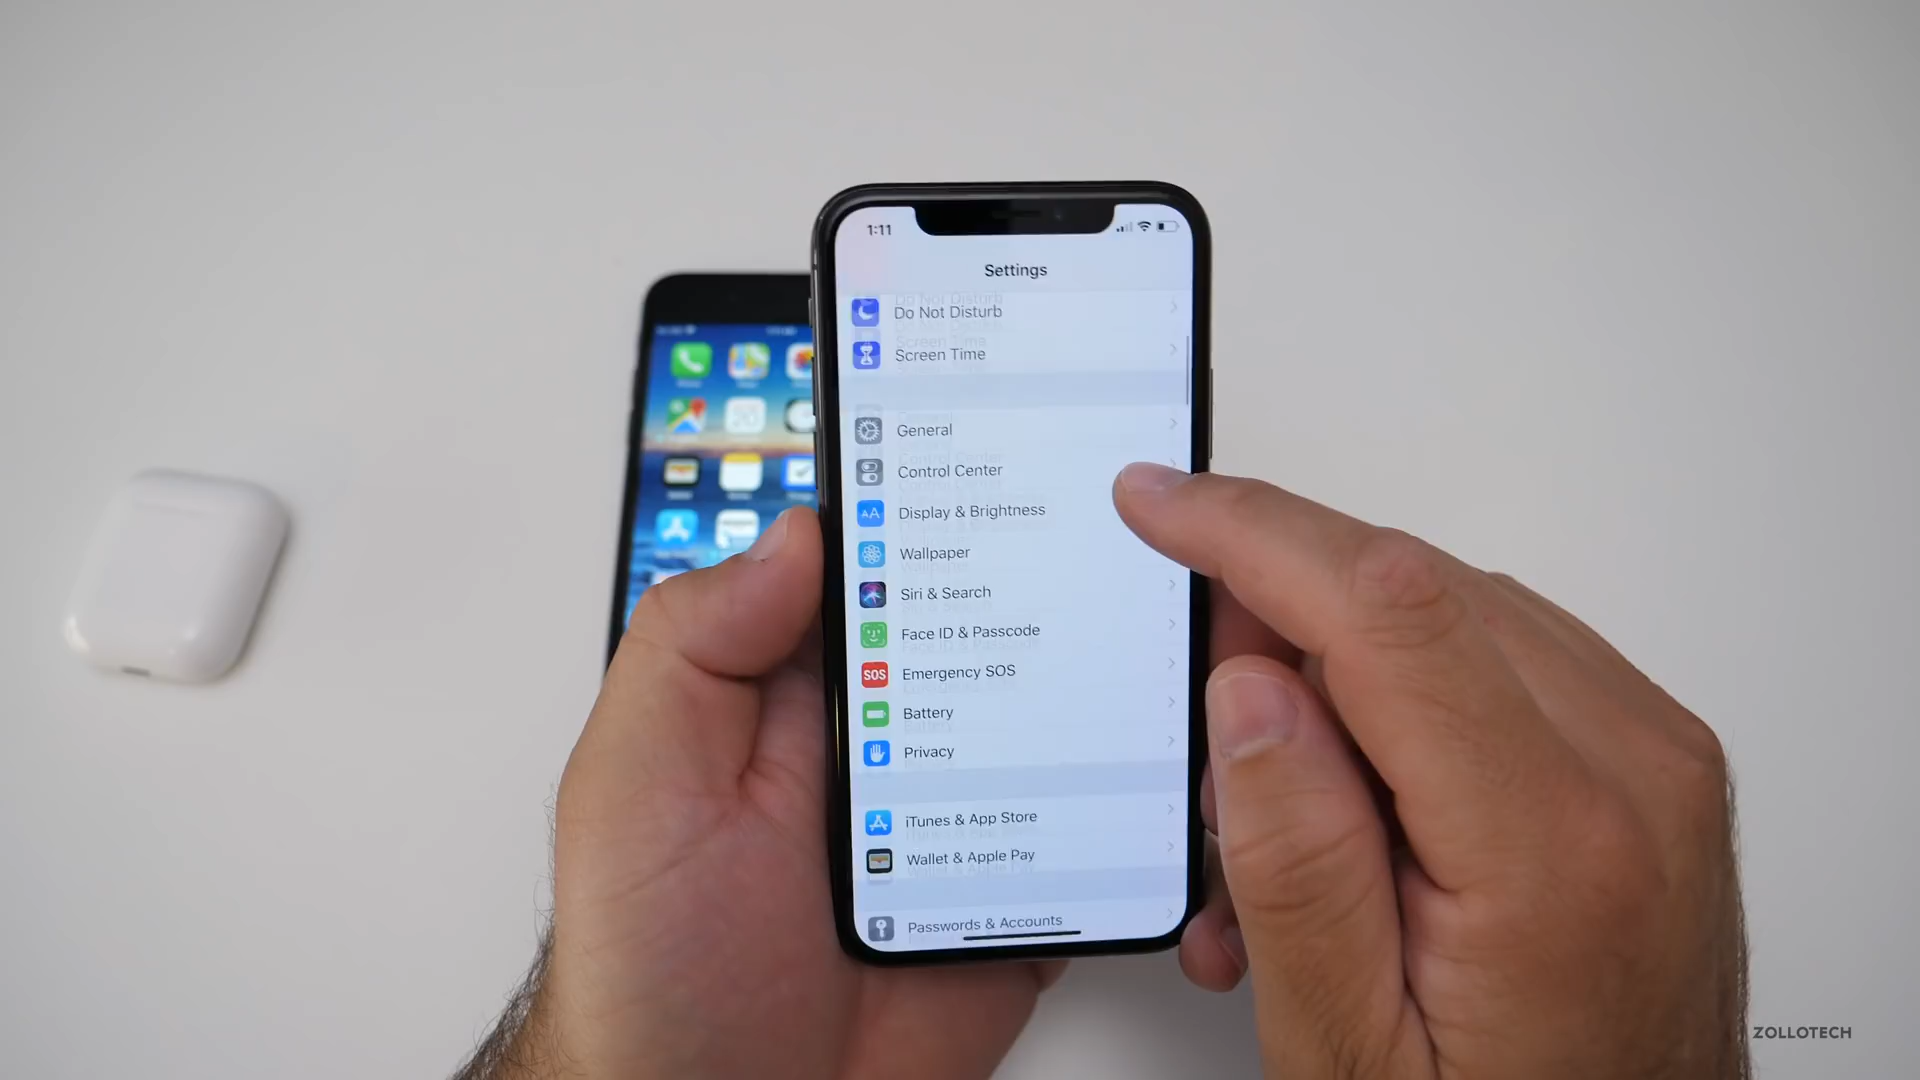 1:11
Settings
Do Not Disturb
Screen Time
General
Control Center
AA Display & Brightness
Wallpaper
Siri & Search
Face ID & Passcode
SOS Emergency SOS
Battery
Privacy
iTunes & App Store
Wallet & Apple Pay
Passwords & Accounts
ZOLLOTECH